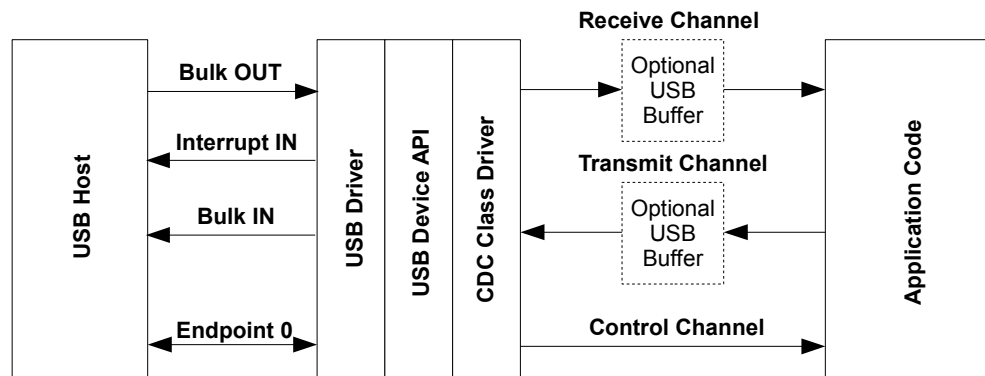 USB Host
Bulk OUT
Interrupt IN
Bulk IN
Endpoint 0
USB Driver
USB Device API
CDC Class Driver
Receive Channel
Optional
USB
Buffer
Transmit Channel
Optional
USB
Buffer
Control Channel
Application Code